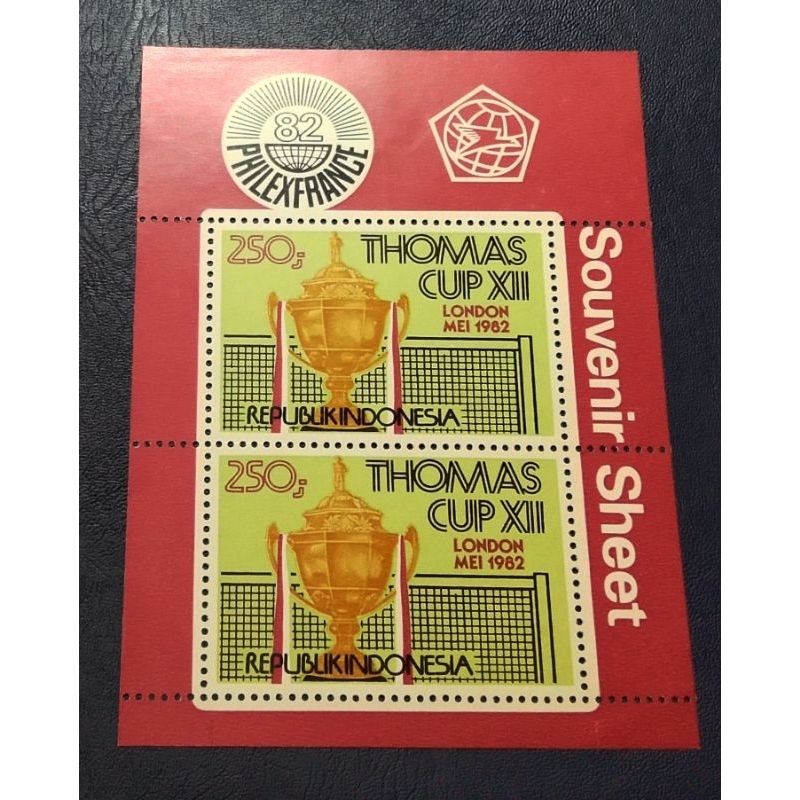 82
PHILEXFRANCE
Souvenir Sheet
250,-
THOMAS
CUP XII
LONDON
MEI 1982
REPUBLIK INDONESIA
250,-
THOMAS
CUP XII
LONDON
MEI 1982
REPUBLIK INDONESIA